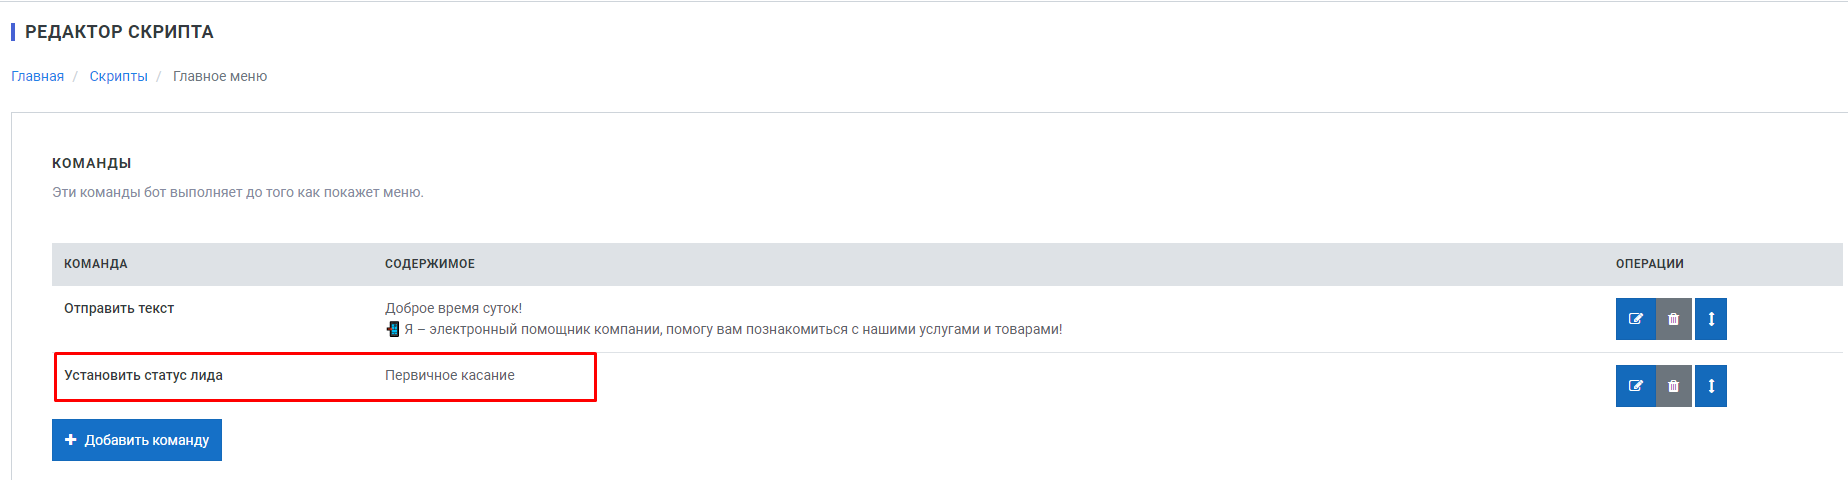 РЕДАКТОР СКРИПТА
Главная / Скрипты / Главное меню
КОМАНДЫ
Эти команды бот выполняет до того как покажет меню.
КОМАНДА СОДЕРЖИМОЕ ОПЕРАЦИИ
Отправить текст Доброе время суток!
📲 Я – электронный помощник компании, помогу вам познакомиться с нашими услугами и товарами!
Установить статус лида Первичное касание
+ Добавить команду